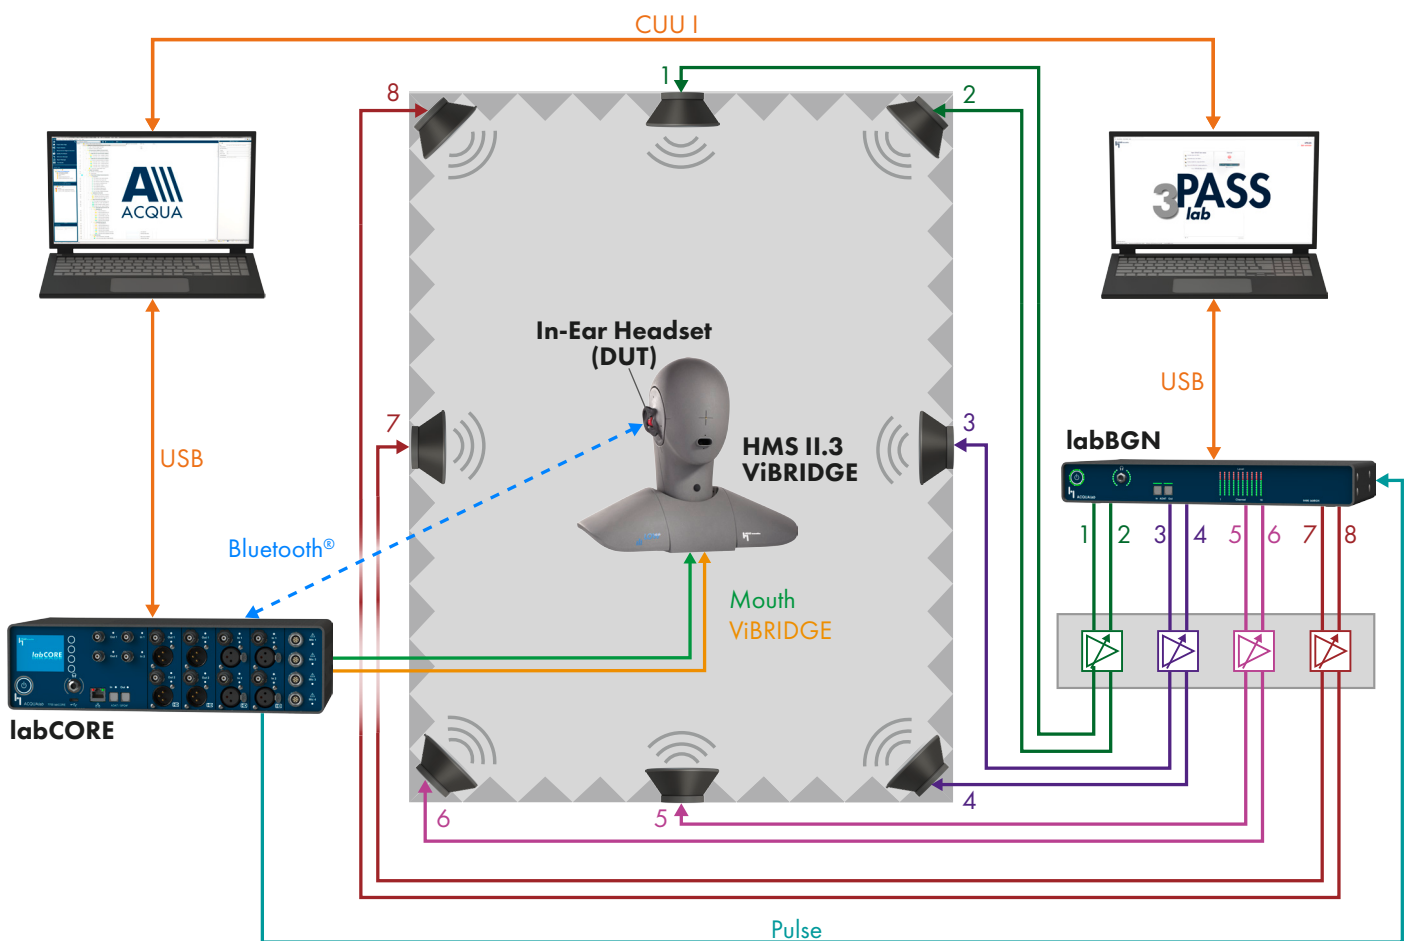 CUU I
1
8
2
ACQUA
3PASS
lab
In-Ear Headset
(DUT)
USB
7
3
HMS II.3
ViBRIDGE
labBGN
USB
Bluetooth®
1 2 3 4 5 6 7 8
Mouth
ViBRIDGE
labCORE
labCORE
6
5
4
Pulse